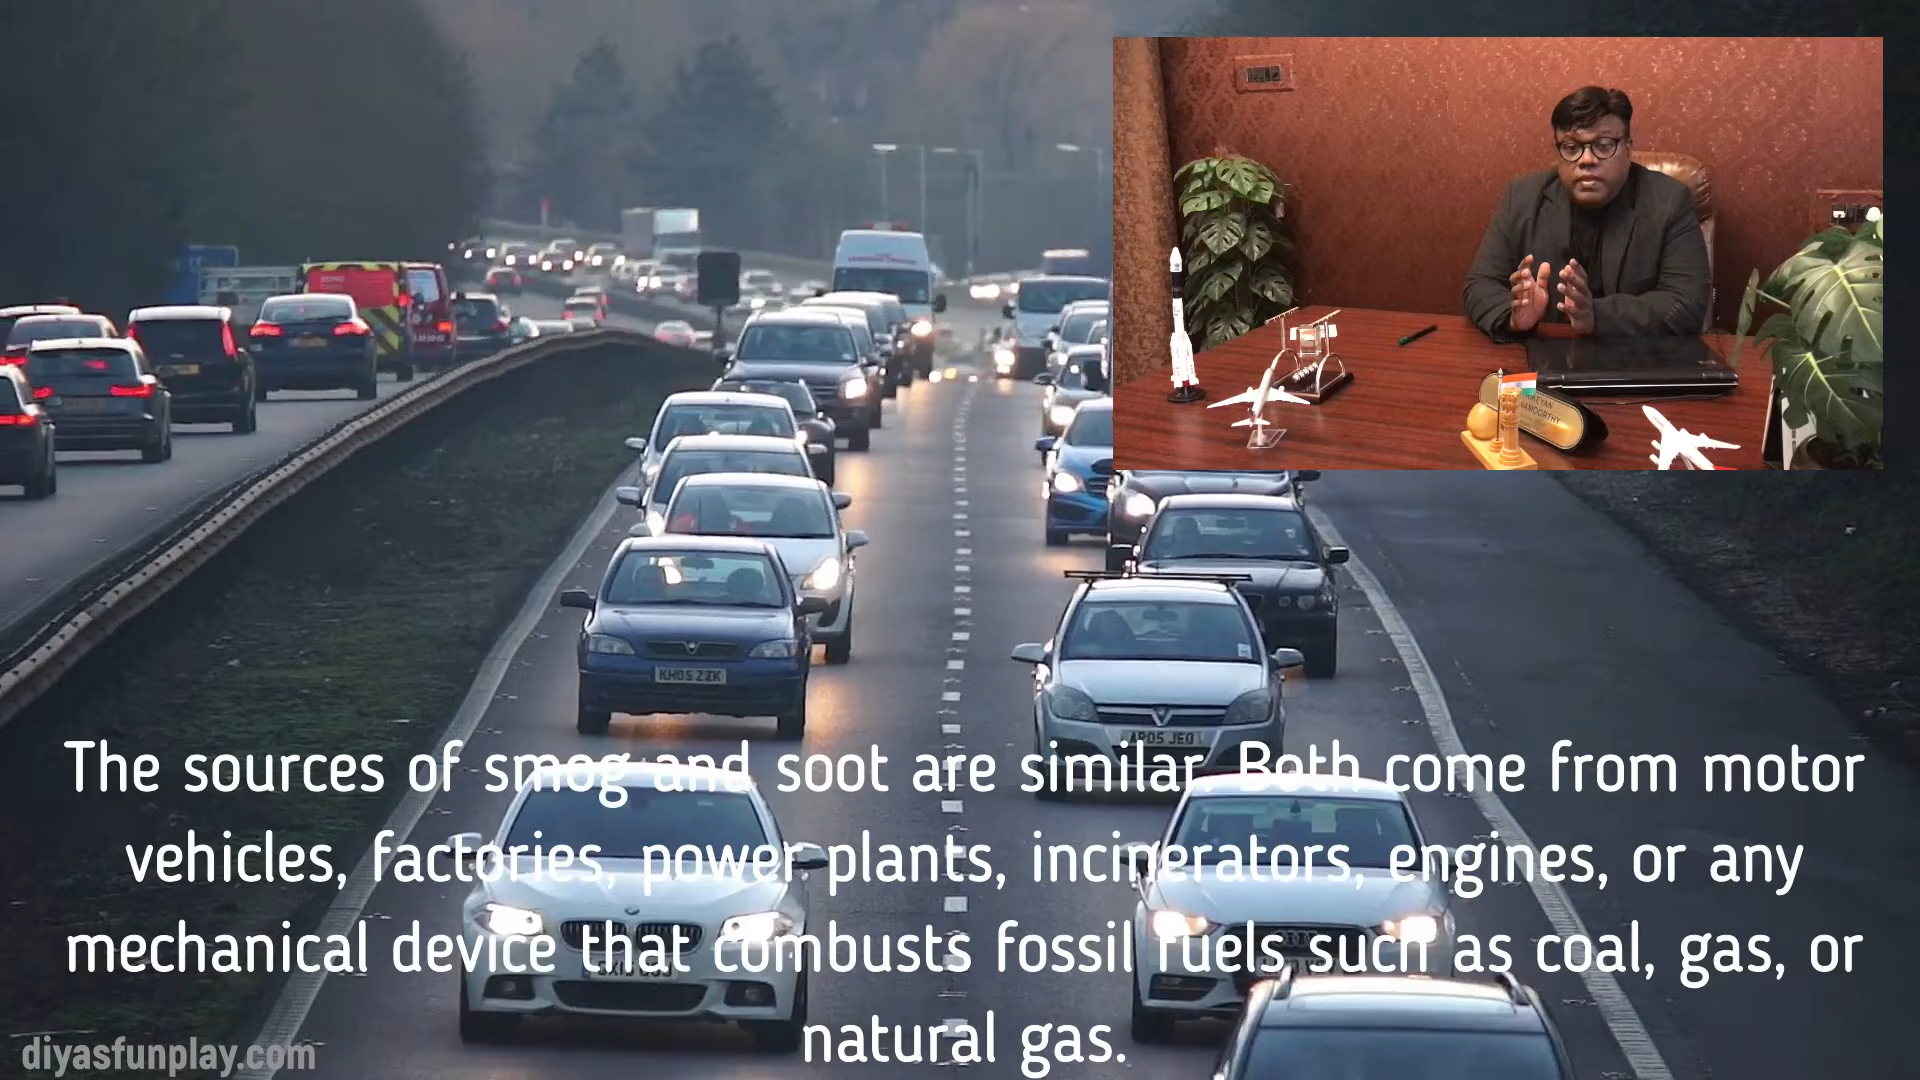 KEYAN
NAMOORTHY
KH05 ZZK
AP05 JEO
The sources of smog and soot are similar. Both come from motor
vehicles, factories, power plants, incinerators, engines, or any
mechanical device that combusts fossil fuels such as coal, gas, or
natural gas.
diyasfunplay.com